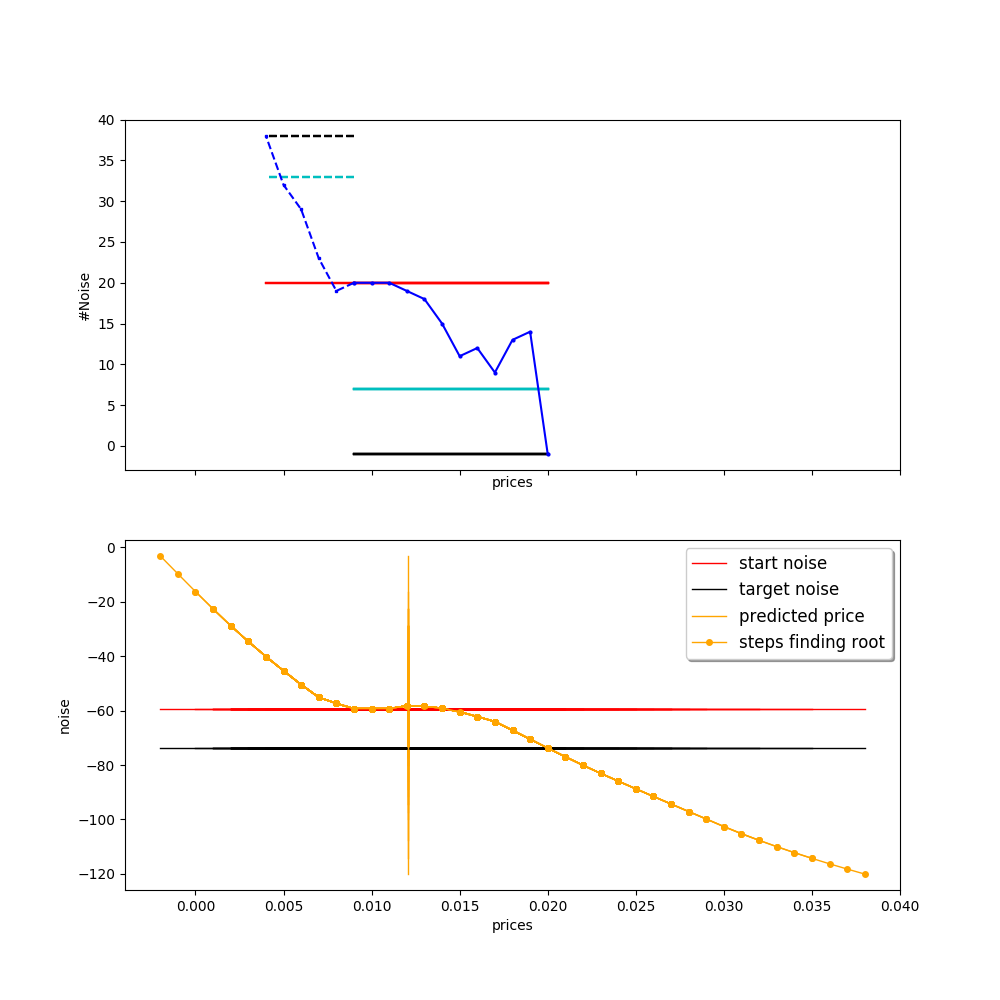 40
35
30
25
20
15
10
5
0
#Noise
prices
0
−20
−40
−60
−80
−100
−120
noise
start noise
target noise
predicted price
steps finding root
0.000 0.005 0.010 0.015 0.020 0.025 0.030 0.035 0.040
prices